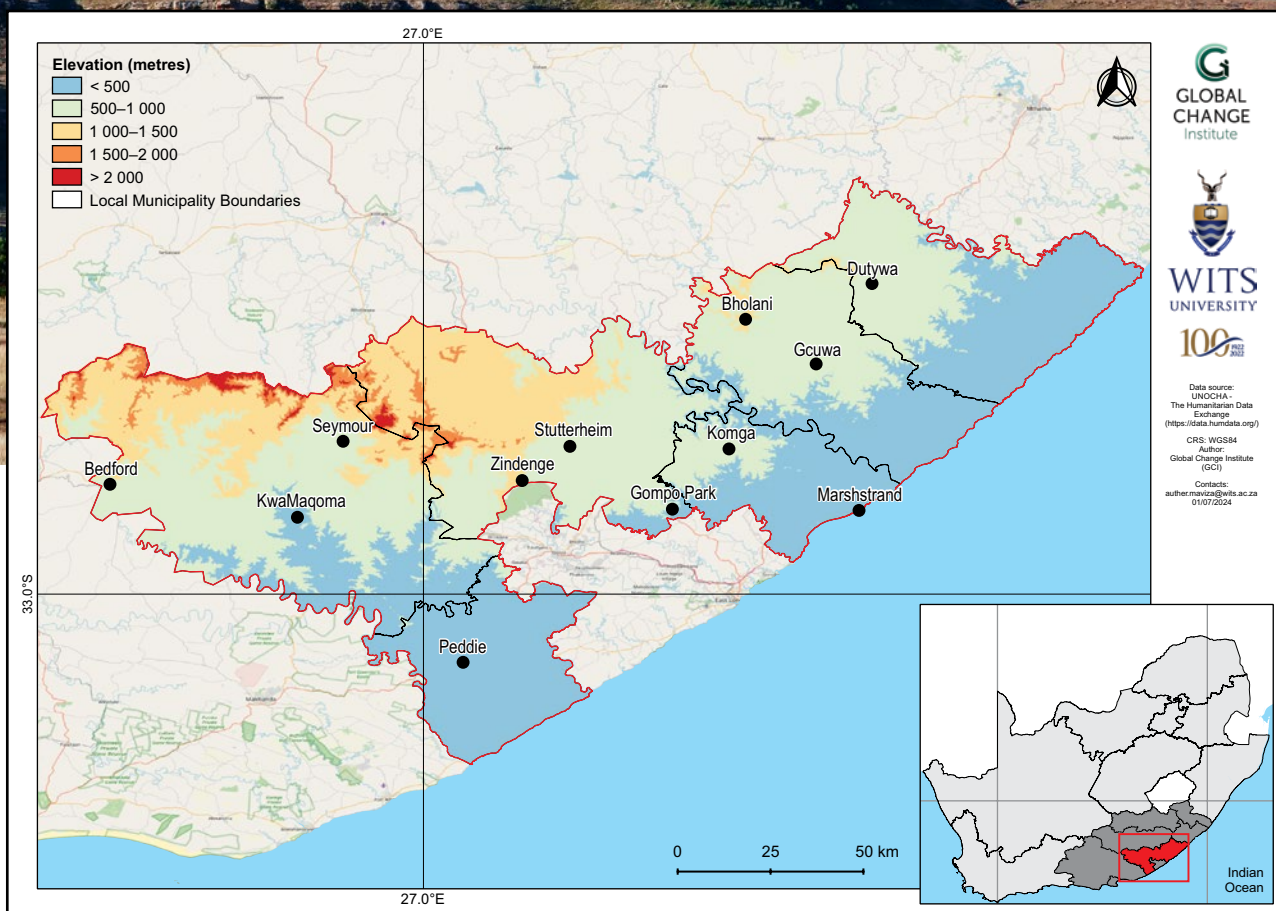 27.0°E
Elevation (metres)
< 500
500–1 000
1 000–1 500
1 500–2 000
> 2 000
Local Municipality Boundaries
Dutywa
Bholani
Gcuwa
Seymour
Stutterheim
Komga
Bedford
Zindenge
KwaMaqoma
Gompo Park
Marshstrand
33.0°S
Peddie
0 25 50 km
27.0°E
Indian
Ocean
GLOBAL
CHANGE
Institute
WITS
UNIVERSITY
100 1922
2022
Data source:
UNOCHA -
The Humanitarian Data
Exchange
(https://data.humdata.org/)
CRS: WGS84
Author:
Global Change Institute
(GCI)
Contacts:
auther.maviza@wits.ac.za
01/07/2024